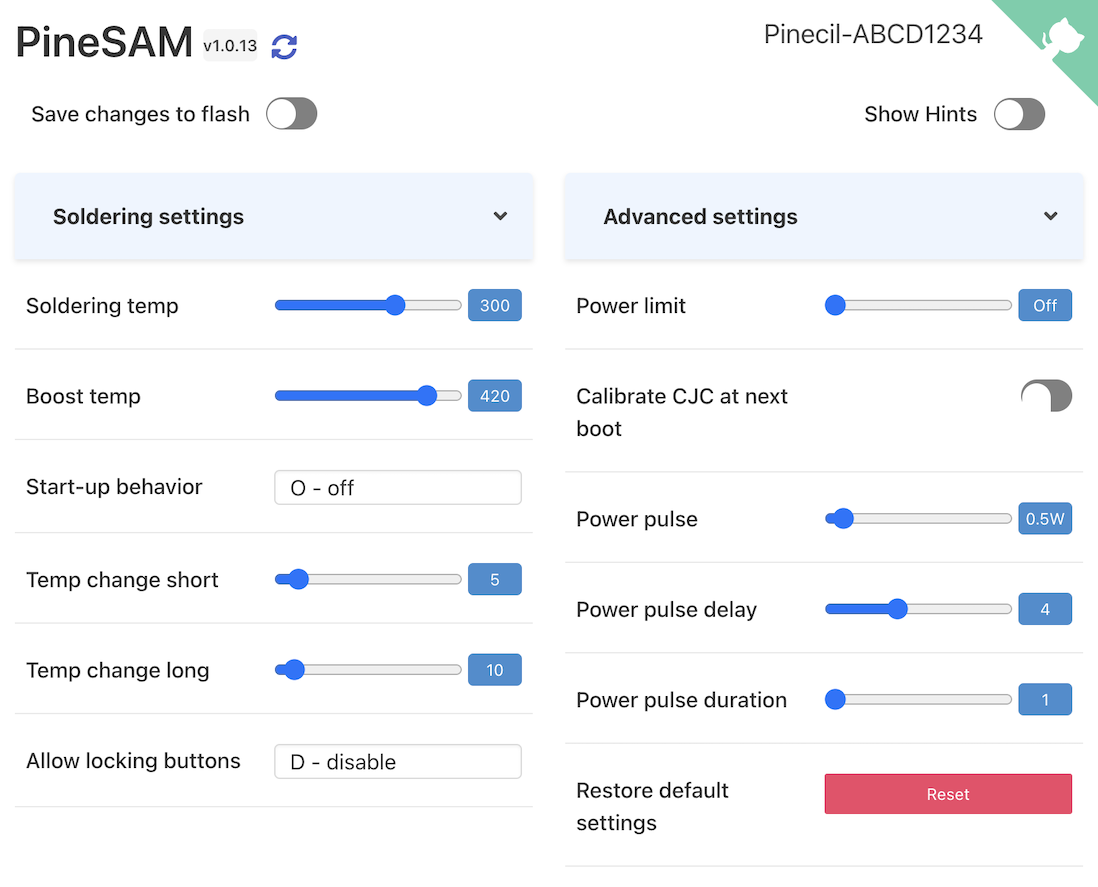 PineSAM v1.0.13
Pinecil-ABCD1234
Save changes to flash
Show Hints
Soldering settings
Soldering temp 300
Boost temp 420
Start-up behavior O - off
Temp change short 5
Temp change long 10
Allow locking buttons D - disable
Advanced settings
Power limit Off
Calibrate CJC at next
boot
Power pulse 0.5W
Power pulse delay 4
Power pulse duration 1
Restore default
settings
Reset